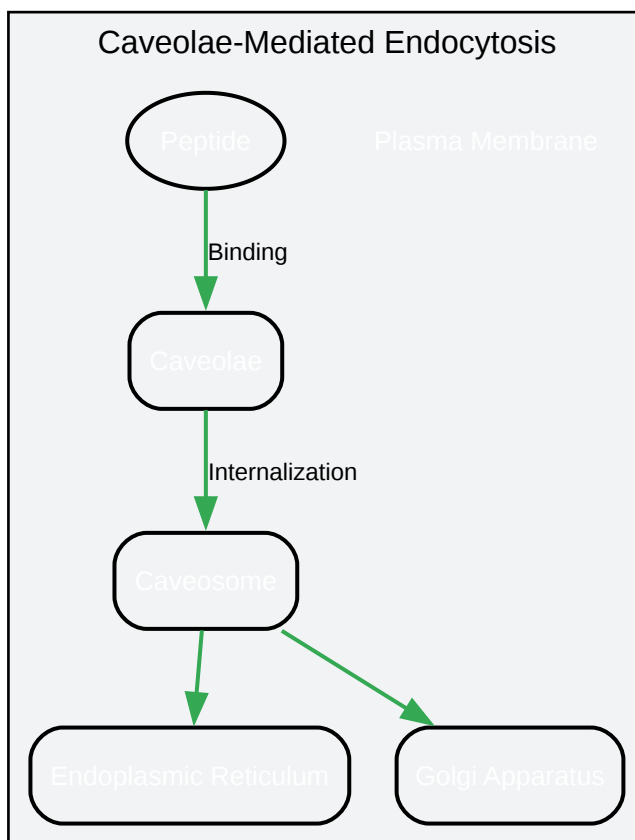 Caveolae-Mediated Endocytosis
Peptide
Plasma Membrane
Binding
Caveolae
Internalization
Caveosome
Endoplasmic Reticulum
Golgi Apparatus